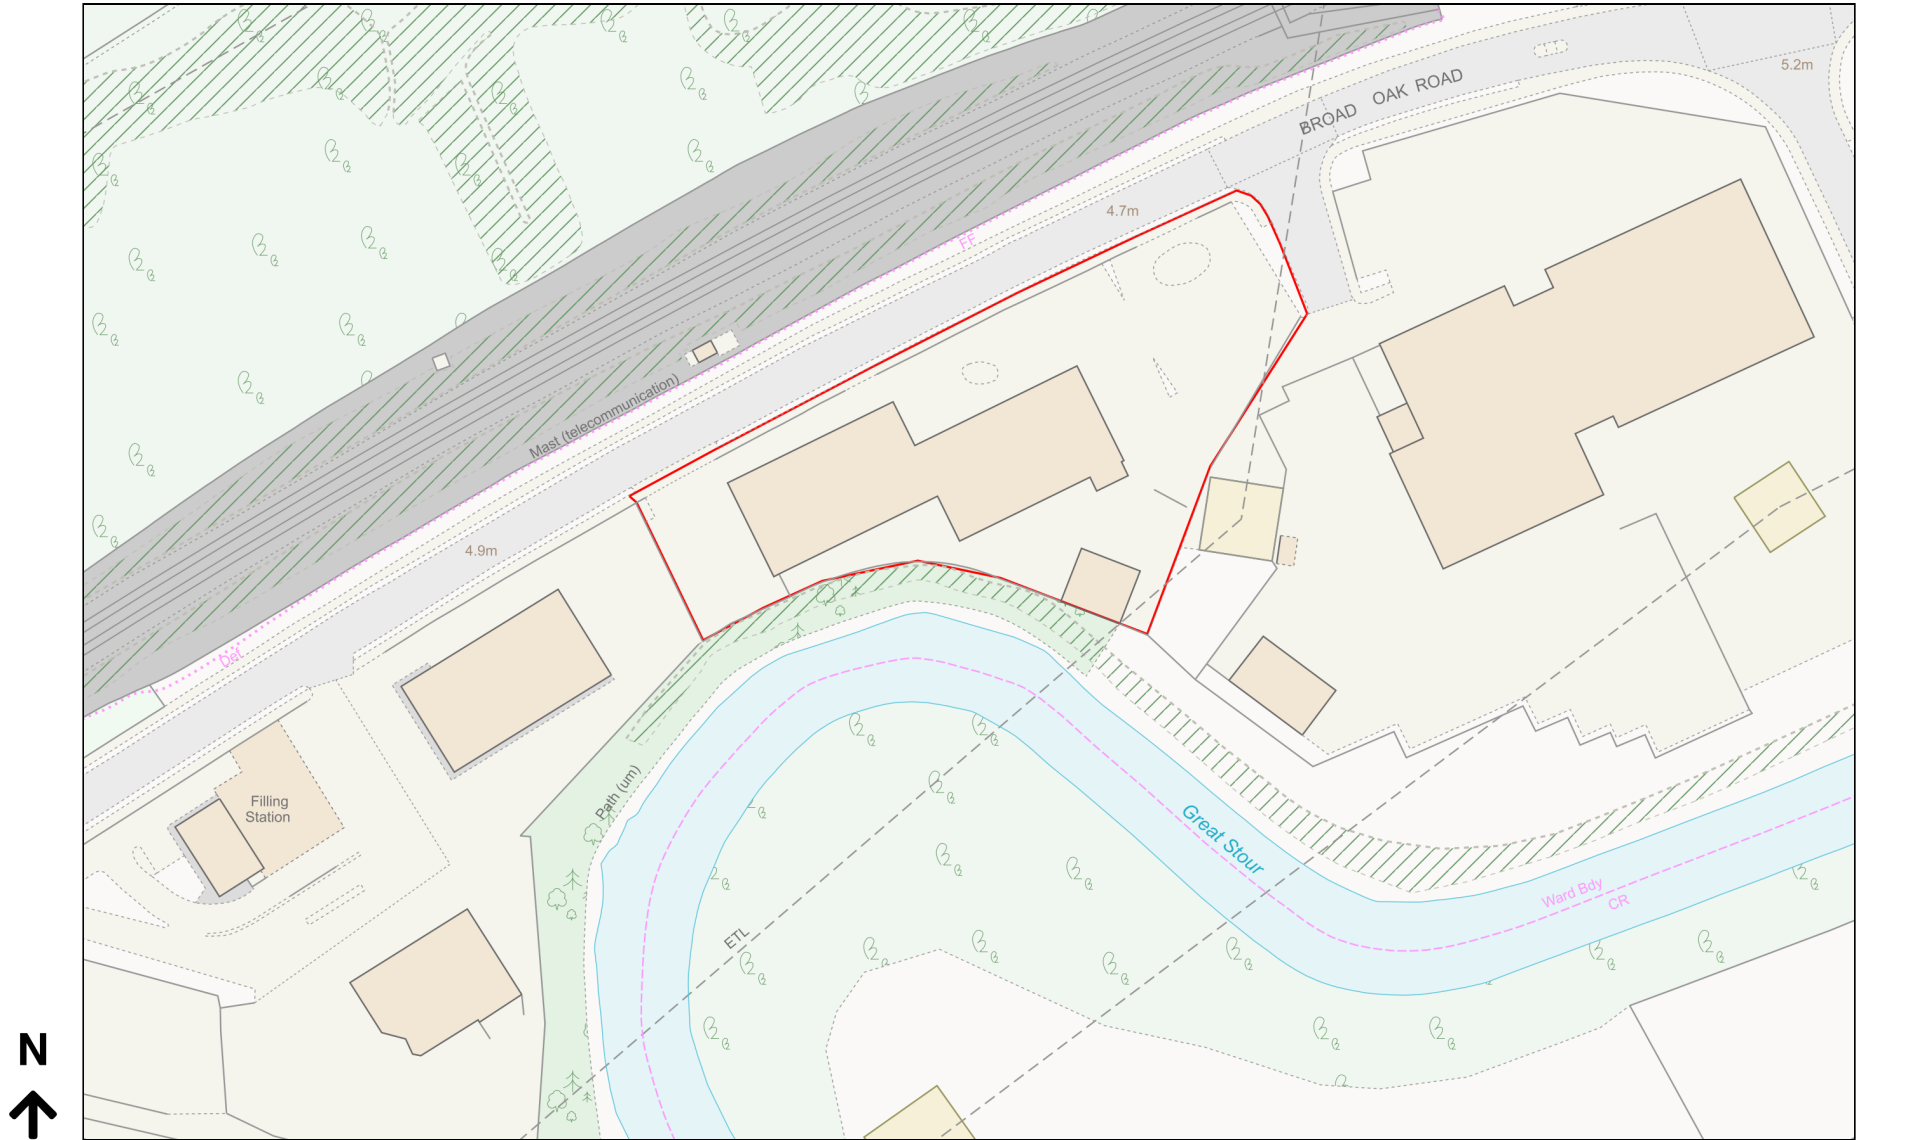 5.2m
BROAD OAK ROAD
4.7m
FF
Mast (telecommunication)
4.9m
Def
Filling
Station
Path (um)
Great Stour
Ward Bdy
CR
ETL
N